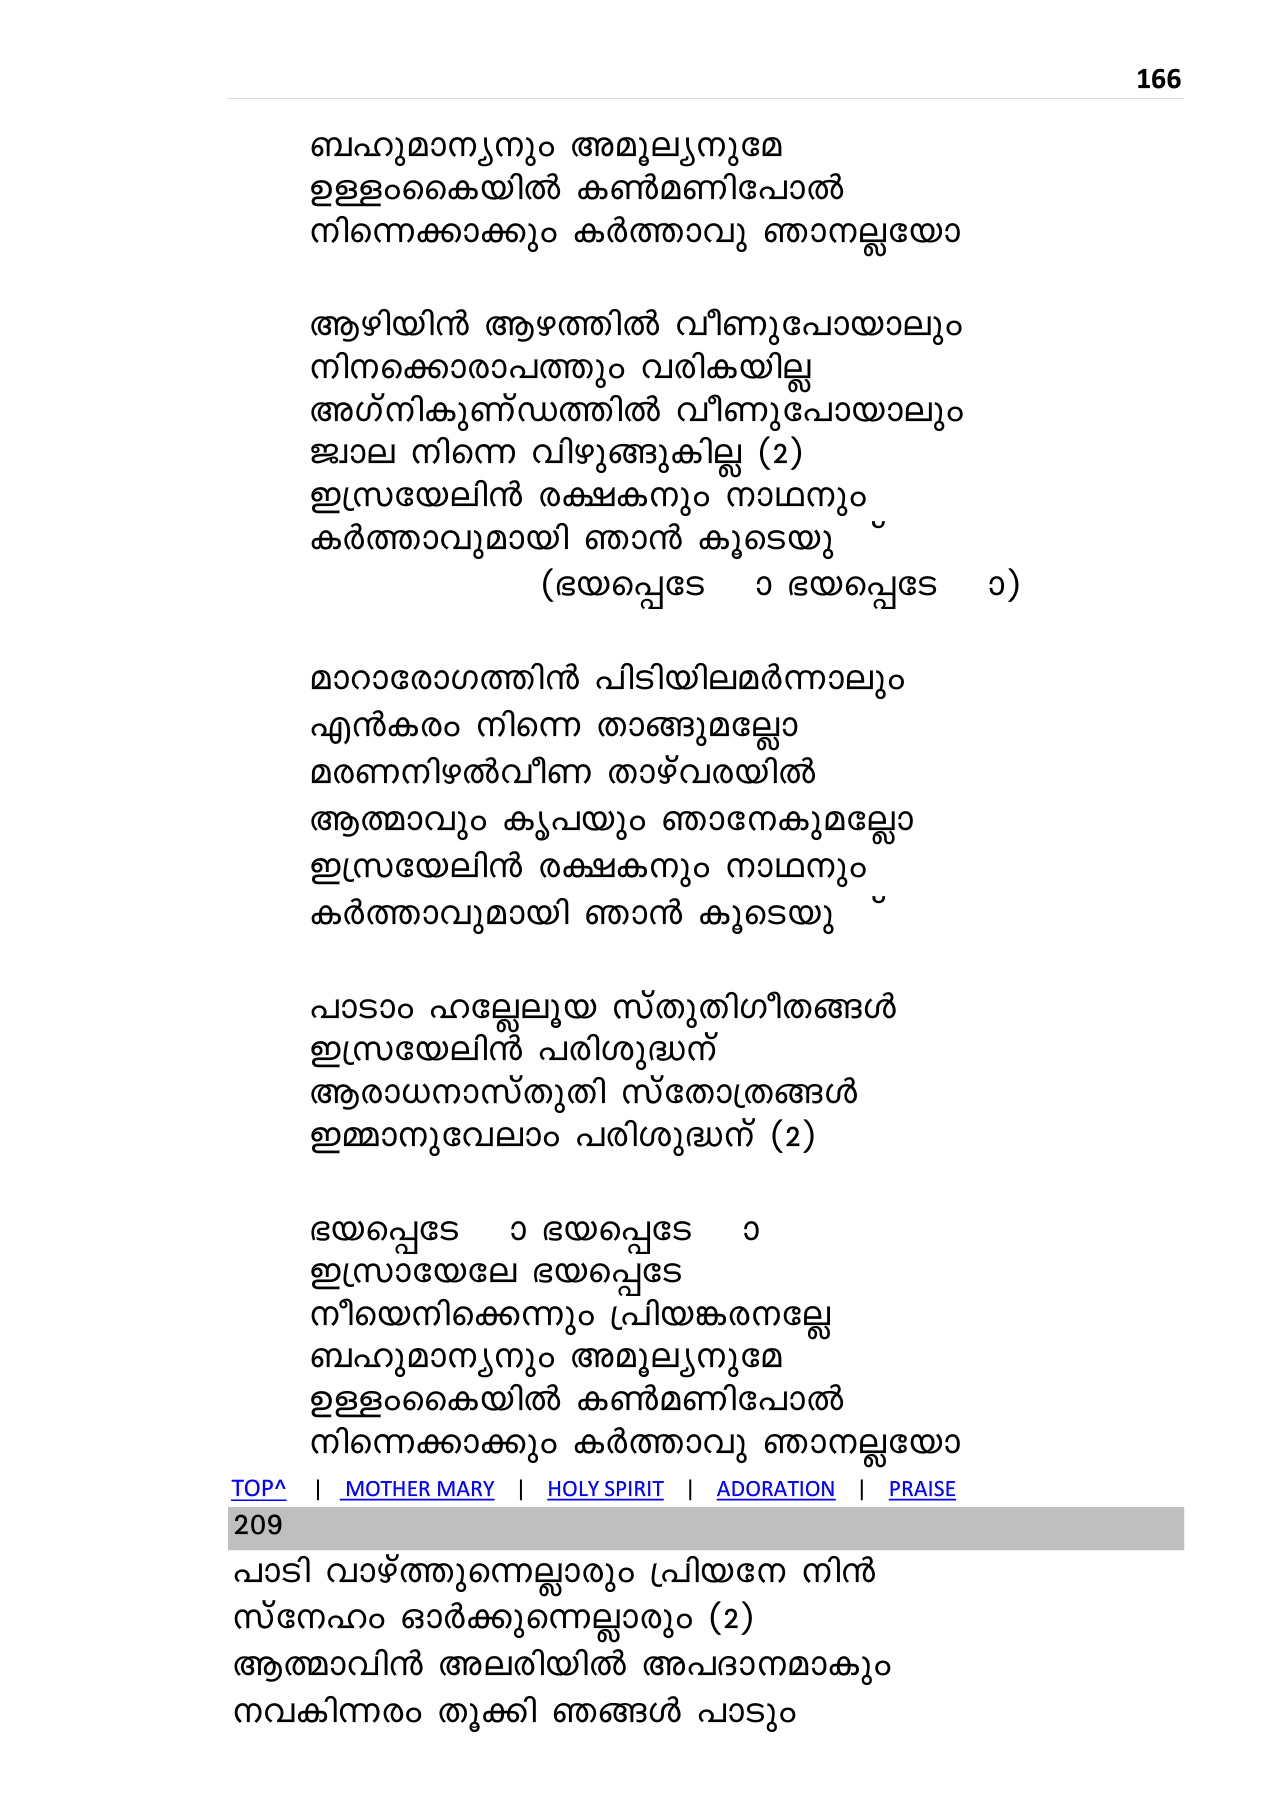 166
ബഹുമാന്യനും അമൂല്യനുമേ
ഉള്ളംകൈയിൽ കൺമണിപോൽ
നിന്നെക്കാക്കും കർത്താവു ഞാനല്ലയോ
ആഴിയിൻ ആഴത്തിൽ വീണുപോയാലും
നിനക്കൊരാപത്തും വരികയില്ല
അഗ്‌നികുണ്‌ഡത്തിൽ വീണുപോയാലും
ജ്വാല നിന്നെ വിഴുങ്ങുകില്ല (2)
ഇസ്രയേലിൻ രക്ഷകനും നാഥനും
കർത്താവുമായി ഞാൻ
(ഭയപ്പെടേ ാ ഭയപ്പെടേ ാ)
മാറാരോഗത്തിൻ പിടിയിലമർന്നാലും
എൻകരം നിന്നെ താങ്ങുമല്ലോ
മരണനിഴൽവീണ താഴ്‌വരയിൽ
ആത്മാവും കൃപയും ഞാനേകുമല്ലോ
ഇസ്രയേലിൻ രക്ഷകനും നാഥനും
കർത്താവുമായി ഞാൻ
പാടാം ഹല്ലേലൂയ സ്‌തുതിഗീതങ്ങൾ
ഇസ്രയേലിൻ പരിശുദ്ധന്
ആരാധനാസ്‌തുതി സ്‌തോത്രങ്ങൾ
ഇമ്മാനുവേലാം പരിശുദ്ധന് (2)
ഭയപ്പെടേ ാ ഭയപ്പെടേ ാ
ഇസ്രായേലേ ഭയപ്പെടേ
നീയെനിക്കെന്നും പ്രിയങ്കരനല്ലേ
ബഹുമാന്യനും അമൂല്യനുമേ
ഉള്ളംകൈയിൽ കൺമണിപോൽ
നിന്നെക്കാക്കും കർത്താവു ഞാനല്ലയോ
TOP^ | MOTHER MARY | HOLY SPIRIT | ADORATION | PRAISE
209
പാടി വാഴ്‌ത്തുന്നെല്ലാരും പ്രിയനേ നിൻ
സ്‌നേഹം ഓർക്കുന്നെല്ലാരും (2)
ആത്മാവിൻ അലരിയിൽ അപദാനമാകും
നവകിന്നരം തൂക്കി ഞങ്ങൾ പാടും